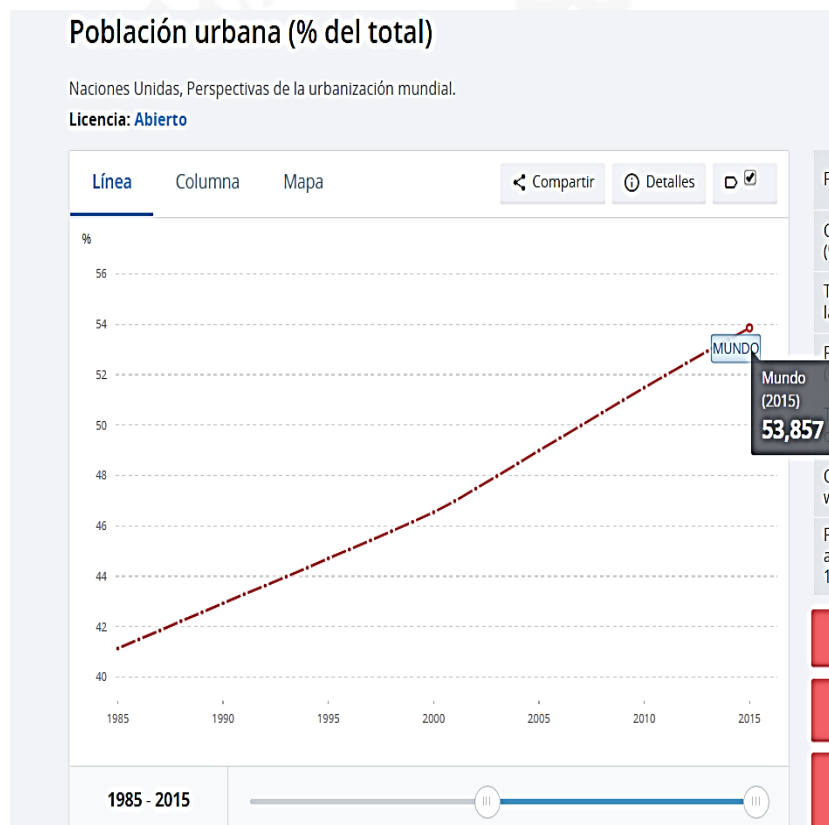 Población urbana (% del total)
Naciones Unidas, Perspectivas de la urbanización mundial.
Licencia: Abierto
Línea Columna Mapa Compartir Detalles
%
56
54
52
50
48
46
44
42
40
MUNDO
Mundo
(2015)
53,857
1985 1990 1995 2000 2005 2010 2015
1985 - 2015